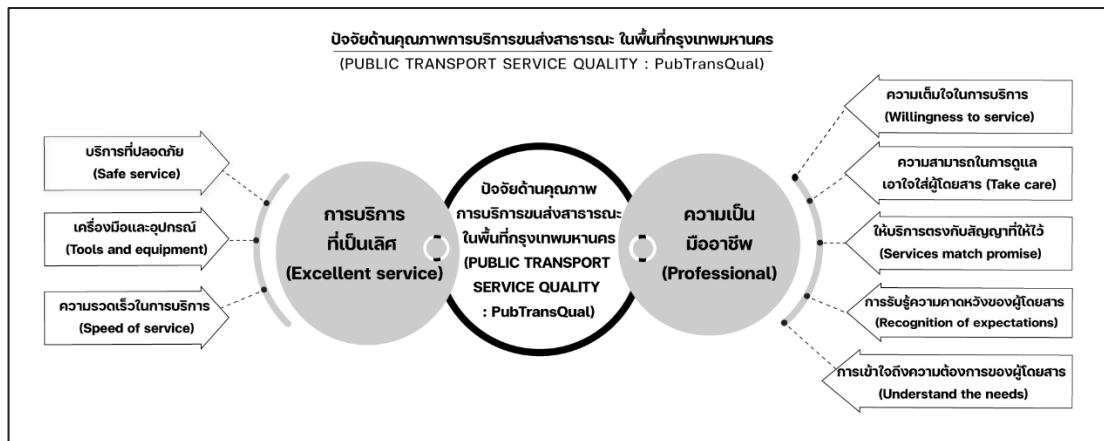 ปัจจัยด้านคุณภาพการบริการขนส่งสาธารณะ ในพื้นที่กรุงเทพมหานคร
(PUBLIC TRANSPORT SERVICE QUALITY : PubTransQual)
บริการที่ปลอดภัย
(Safe service)
เครื่องมือและอุปกรณ์
(Tools and equipment)
ความรวดเร็วในการบริการ
(Speed of service)
การบริการ
ที่เป็นเลิศ
(Excellent service)
ปัจจัยด้านคุณภาพ
การบริการขนส่งสาธารณะ
ในพื้นที่กรุงเทพมหานคร
(PUBLIC TRANSPORT
SERVICE QUALITY
: PubTransQual)
ความเป็น
มืออาชีพ
(Professional)
ความเต็มใจในการบริการ
(Willingness to service)
ความสามารถในการดูแล
เอาใจใส่ผู้โดยสาร (Take care)
ให้บริการตรงกับสัญญาที่ให้ไว้
(Services match promise)
การรับรู้ความคาดหวังของผู้โดยสาร
(Recognition of expectations)
การเข้าใจถึงความต้องการของผู้โดยสาร
(Understand the needs)